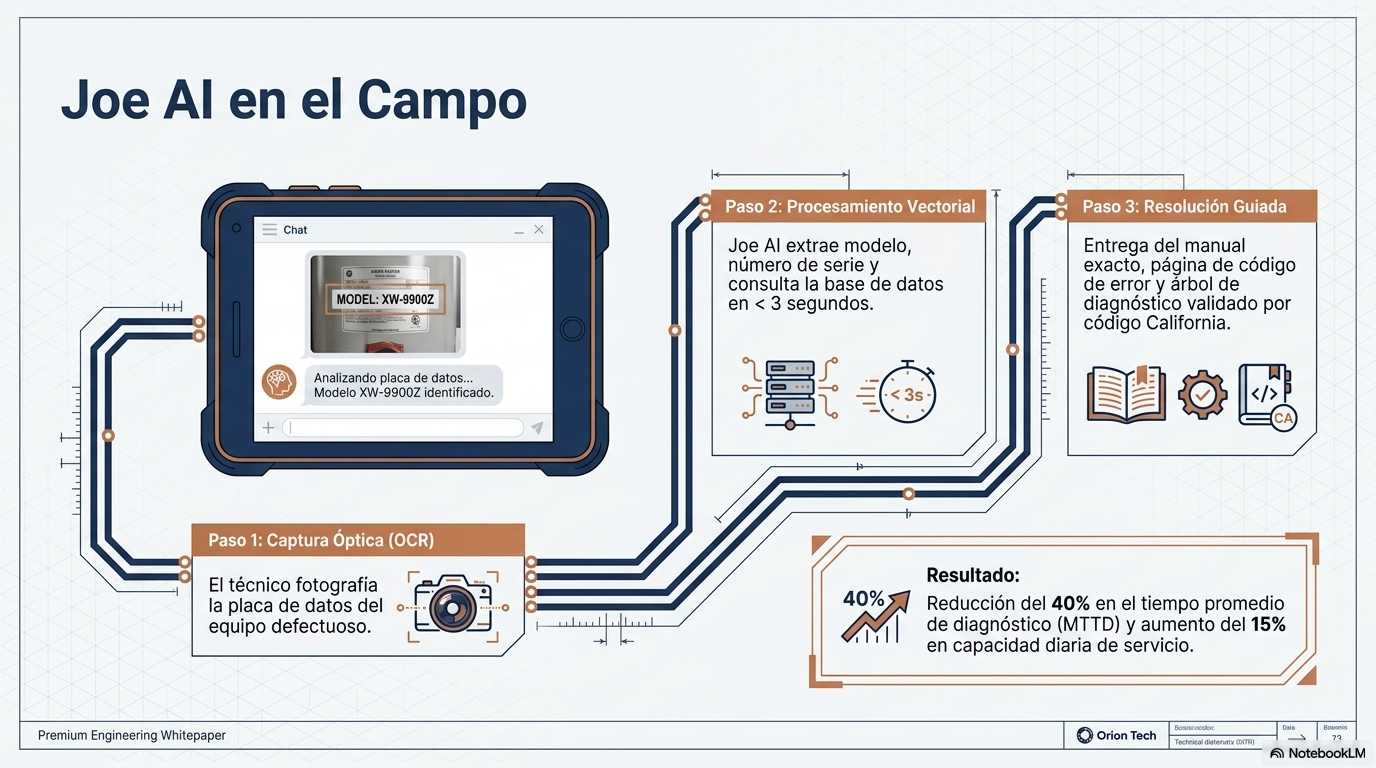 Joe AI en el Campo
Chat
MODEL: XW-9900Z
Analizando placa de datos...
Modelo XW-9900Z identificado.
Paso 1: Captura Óptica (OCR)
El técnico fotografía
la placa de datos del
equipo defectuoso.
Paso 2: Procesamiento Vectorial
Joe AI extrae modelo,
número de serie y
consulta la base de datos
en < 3 segundos.
< 3s
Paso 3: Resolución Guiada
Entrega del manual
exacto, página de código
de error y árbol de
diagnóstico validado por
código California.
</>
CA
40%
Resultado:
Reducción del 40% en el tiempo promedio
de diagnóstico (MTTD) y aumento del 15%
en capacidad diaria de servicio.
Premium Engineering Whitepaper
Orion Tech
Technical
Data
73
NotebookLM